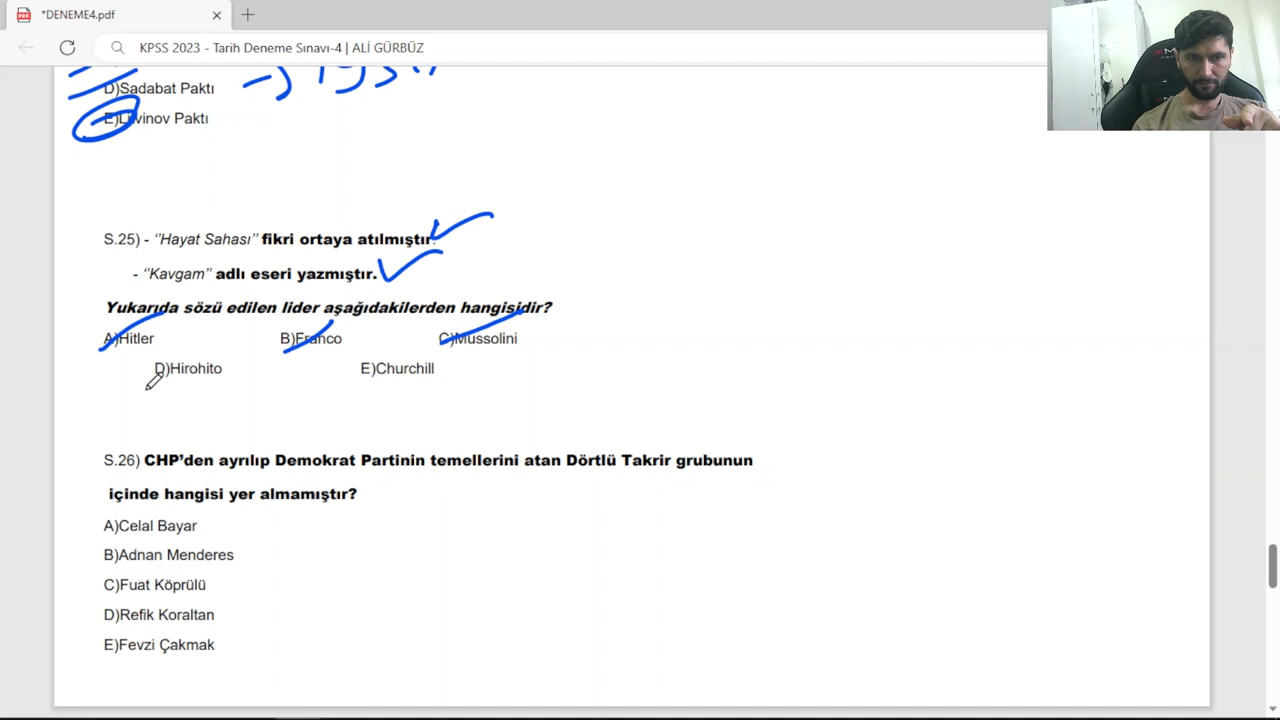 *DENEME4.pdf
KPSS 2023 - Tarih Deneme Sınavı-4 | ALİ GÜRBÜZ
D)Sadabat Paktı
E)Litvinov Paktı
S.25) - ‘’Hayat Sahası’’ fikri ortaya atılmıştır.
- ‘’Kavgam’’ adlı eseri yazmıştır.
Yukarıda sözü edilen lider aşağıdakilerden hangisidir?
A)Hitler B)Franco C)Mussolini
D)Hirohito E)Churchill
S.26) CHP’den ayrılıp Demokrat Partinin temellerini atan Dörtlü Takrir grubunun
içinde hangisi yer almamıştır?
A)Celal Bayar
B)Adnan Menderes
C)Fuat Köprülü
D)Refik Koraltan
E)Fevzi Çakmak